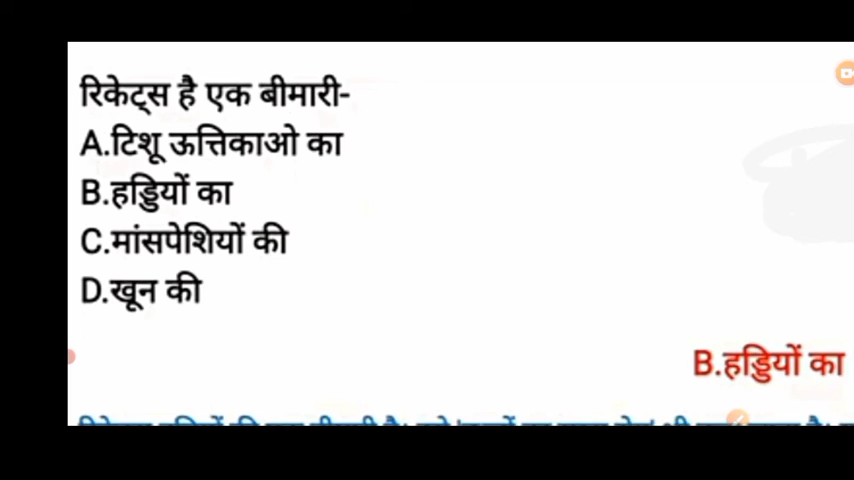 रिकेट्स है एक बीमारी-
A.टिशू ऊत्तिकाओ का
B.हड्डियों का
C.मांसपेशियों की
D.खून की
B.हड्डियों का